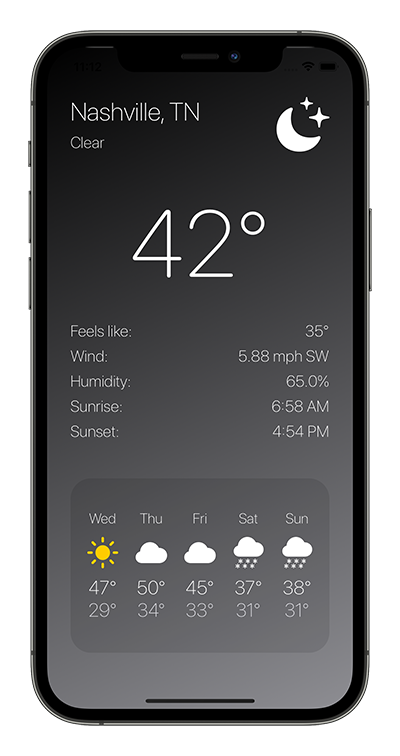 11:12
Nashville, TN
Clear
42°
Feels like: 35°
Wind: 5.88 mph SW
Humidity: 65.0%
Sunrise: 6:58 AM
Sunset: 4:54 PM
Wed Thu Fri Sat Sun
47° 50° 45° 37° 38°
29° 34° 33° 31° 31°